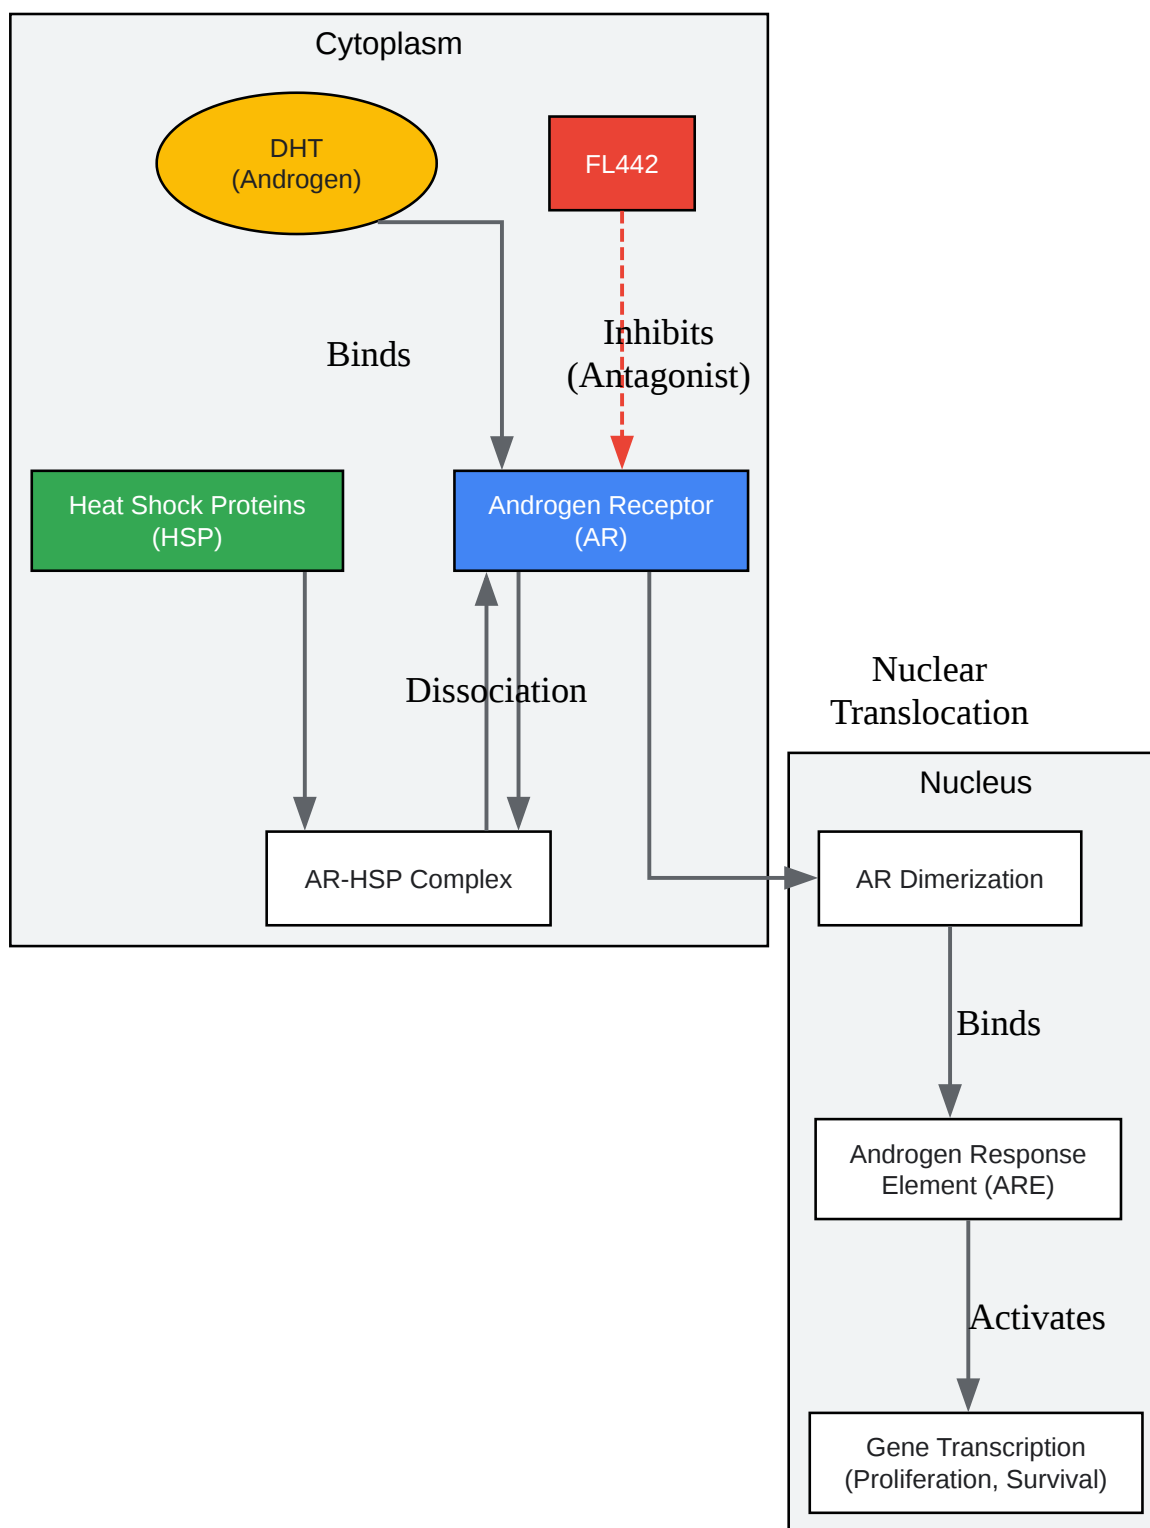 Cytoplasm
DHT
(Androgen)
FL442
Binds
Inhibits
(Antagonist)
Heat Shock Proteins
(HSP)
Androgen Receptor
(AR)
Dissociation
Nuclear
Translocation
Nucleus
AR-HSP Complex
AR Dimerization
Binds
Androgen Response
Element (ARE)
Activates
Gene Transcription
(Proliferation, Survival)